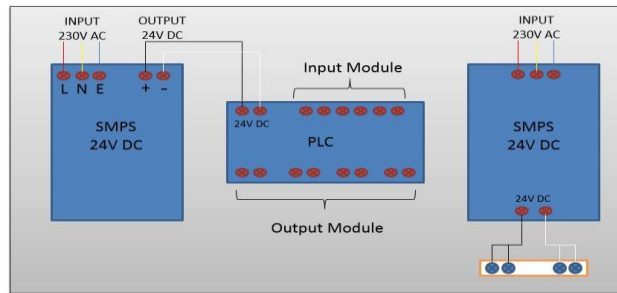 INPUT
230V AC
OUTPUT
24V DC
L N E + -
SMPS
24V DC
Input Module
24V DC
PLC
Output Module
INPUT
230V AC
SMPS
24V DC
24V DC